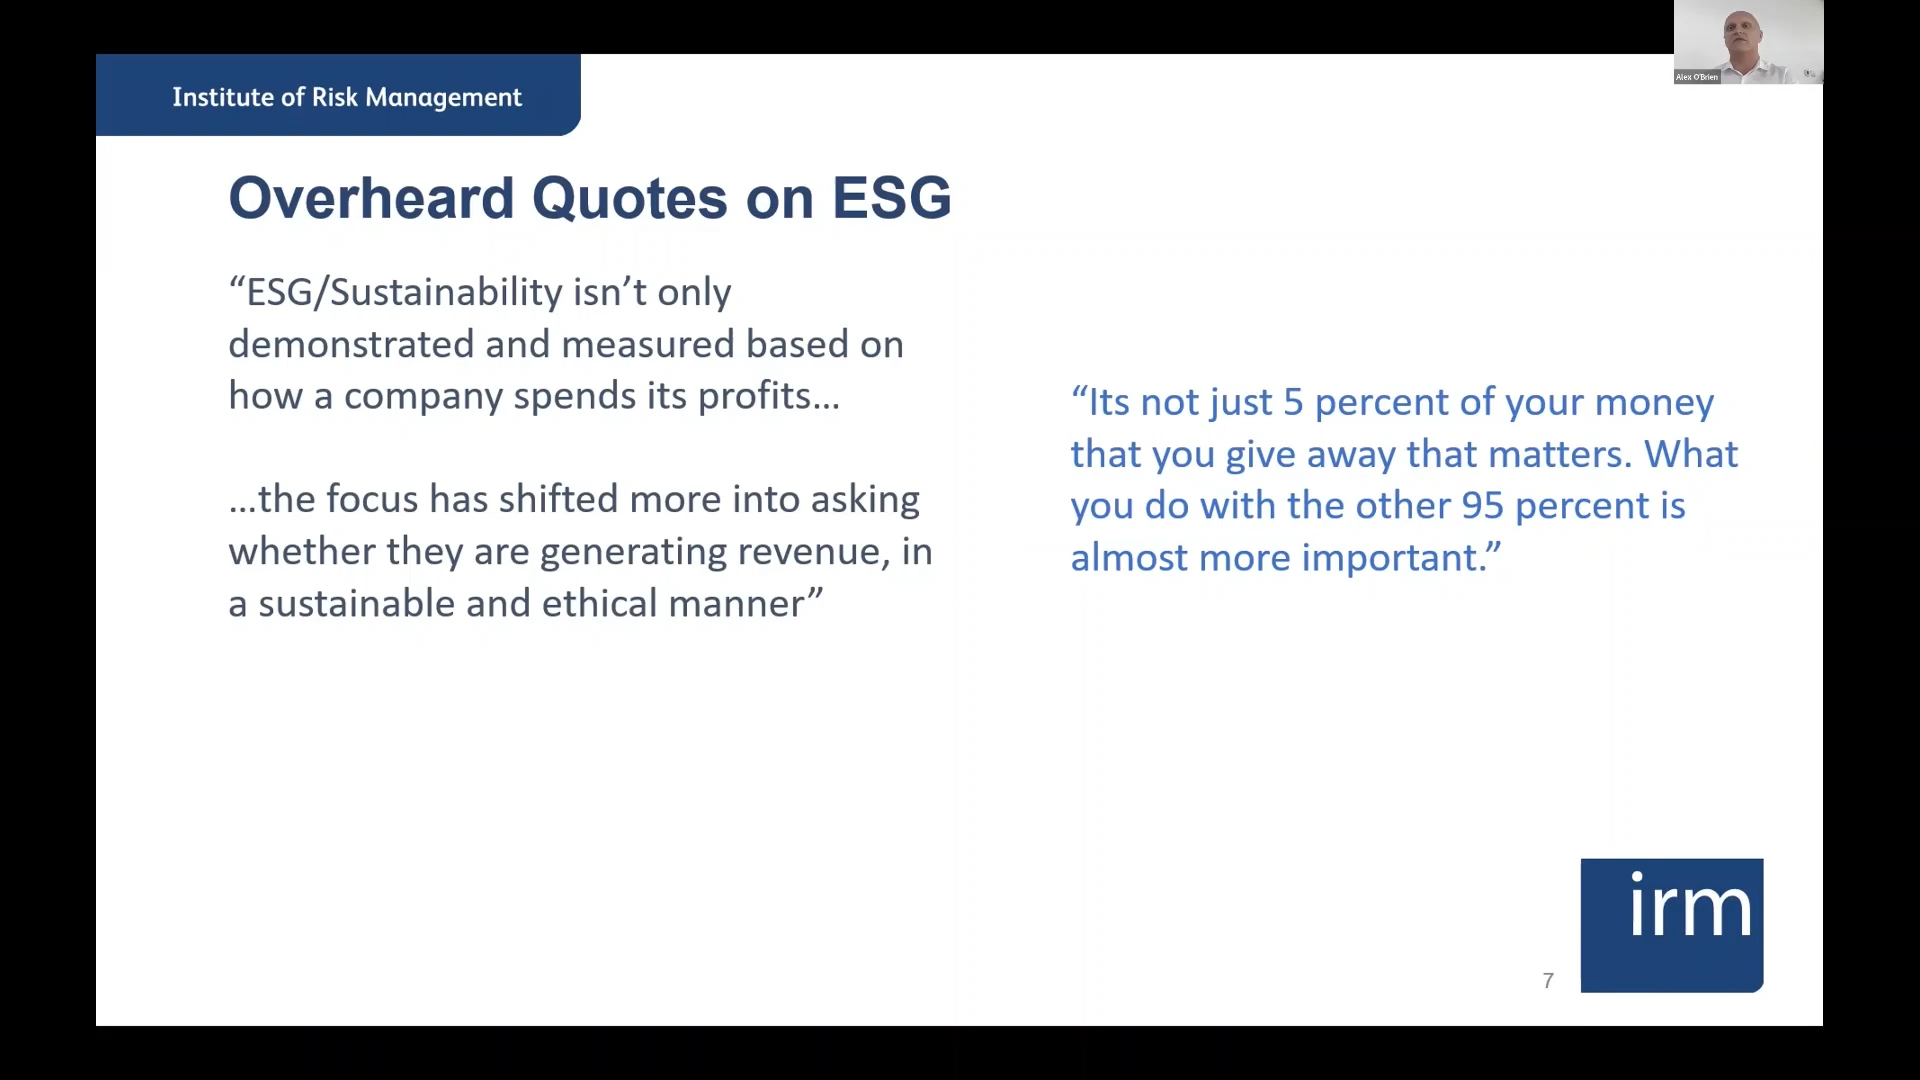 Alex O'Brien
Institute of Risk Management
Overheard Quotes on ESG
“ESG/Sustainability isn’t only
demonstrated and measured based on
how a company spends its profits…
…the focus has shifted more into asking
whether they are generating revenue, in
a sustainable and ethical manner”
“Its not just 5 percent of your money
that you give away that matters. What
you do with the other 95 percent is
almost more important.”
irm
7